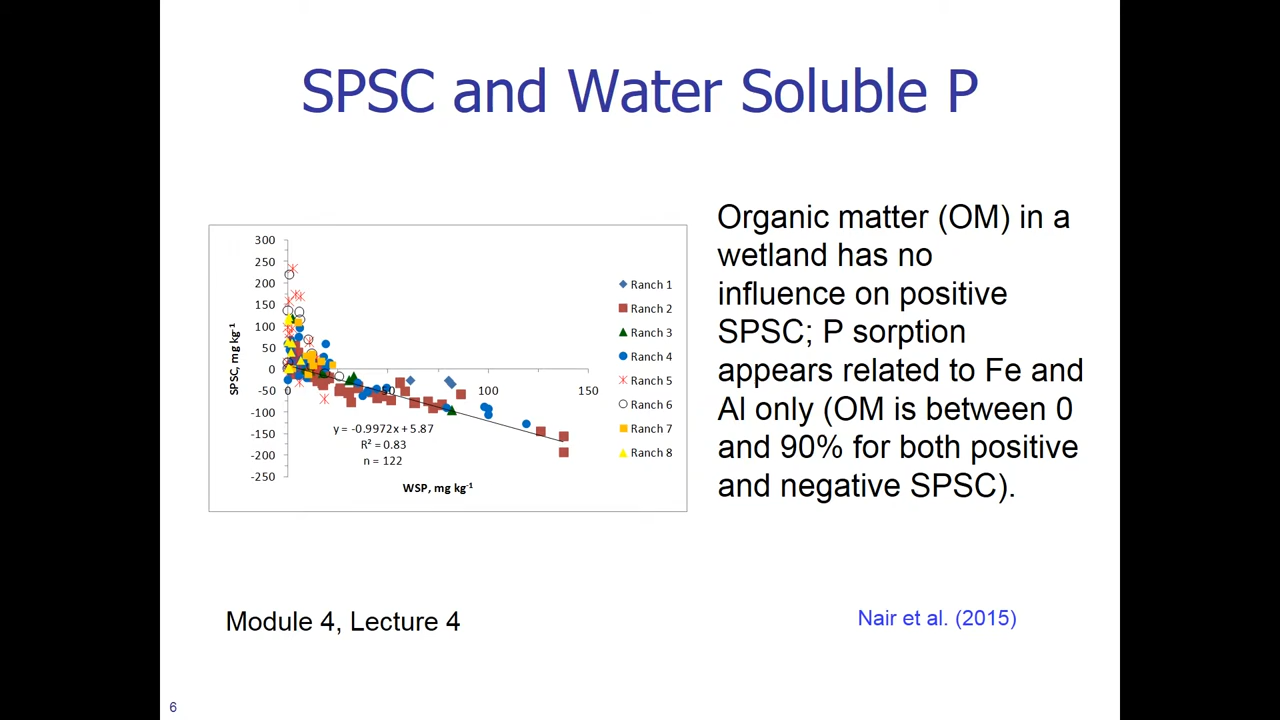 SPSC and Water Soluble P
Organic matter (OM) in a
wetland has no
influence on positive
SPSC; P sorption
appears related to Fe and
Al only (OM is between 0
and 90% for both positive
and negative SPSC).
300
250
200
150
100
50
0
-50
-100
-150
-200
-250
0
50
100
150
SPSC, mg kg⁻¹
WSP, mg kg⁻¹
y = -0.9972x + 5.87
R² = 0.83
n = 122
Ranch 1
Ranch 2
Ranch 3
Ranch 4
Ranch 5
Ranch 6
Ranch 7
Ranch 8
Module 4, Lecture 4
Nair et al. (2015)
6